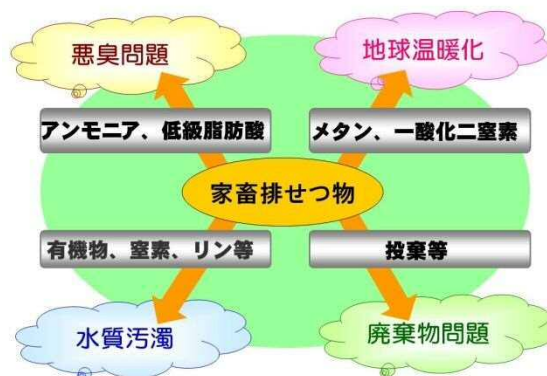 悪臭問題
地球温暖化
アンモニア、低級脂肪酸
メタン、一酸化二窒素
家畜排せつ物
有機物、窒素、リン等
投棄等
水質汚濁
廃棄物問題